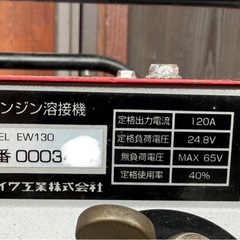 ンジン溶接機
EL EW130
番 0003
イワ工業株式会社
定格出力電流 120A
定格負荷電圧 24.8V
無負荷電圧 MAX 65V
定格使用率 40%